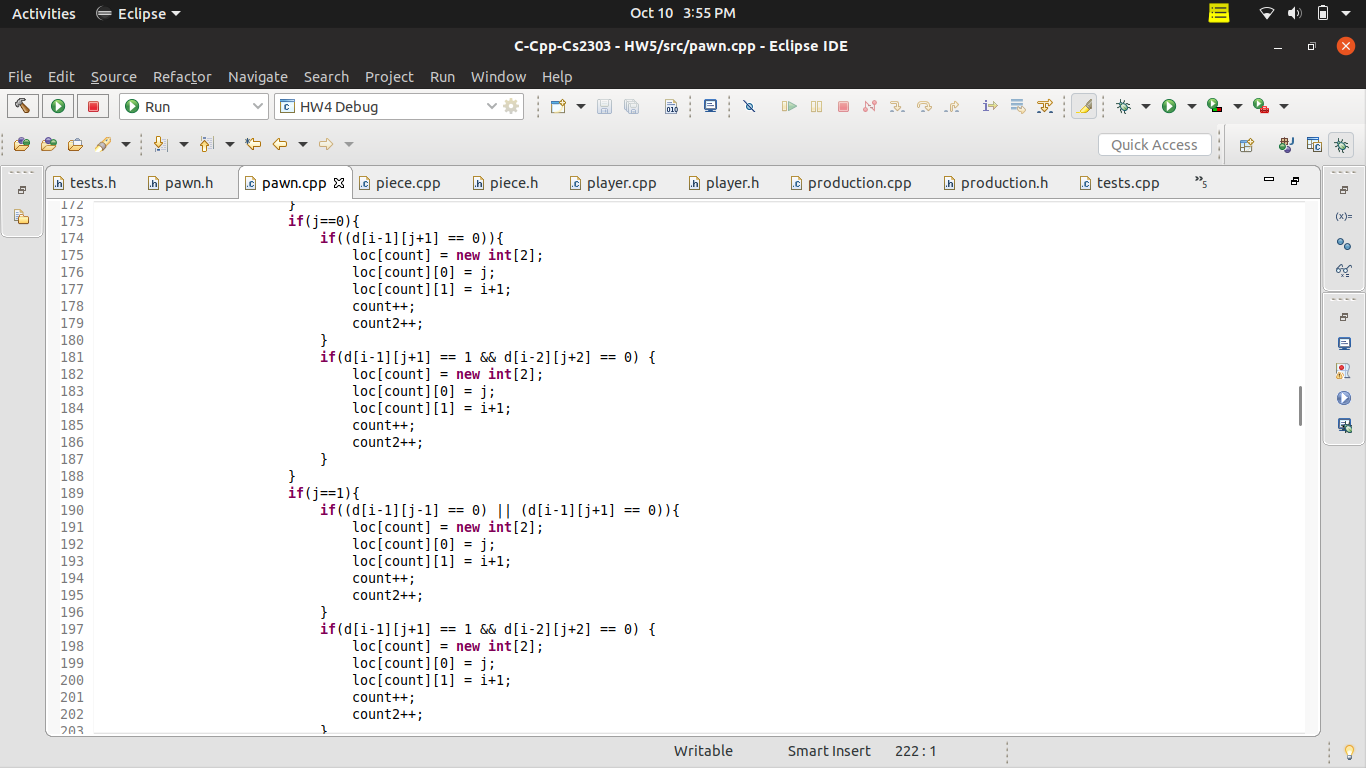 Activities Eclipse Oct 10 3:55 PM
C-Cpp-Cs2303 - HW5/src/pawn.cpp - Eclipse IDE
File Edit Source Refactor Navigate Search Project Run Window Help
Run HW4 Debug
Quick Access
tests.h pawn.h pawn.cpp piece.cpp piece.h player.cpp player.h production.cpp production.h tests.cpp »5
172 }
173 if(j==0){
174 if((d[i-1][j+1] == 0)){
175 loc[count] = new int[2];
176 loc[count][0] = j;
177 loc[count][1] = i+1;
178 count++;
179 count2++;
180 }
181 if(d[i-1][j+1] == 1 && d[i-2][j+2] == 0) {
182 loc[count] = new int[2];
183 loc[count][0] = j;
184 loc[count][1] = i+1;
185 count++;
186 count2++;
187 }
188 }
189 if(j==1){
190 if((d[i-1][j-1] == 0) || (d[i-1][j+1] == 0)){
191 loc[count] = new int[2];
192 loc[count][0] = j;
193 loc[count][1] = i+1;
194 count++;
195 count2++;
196 }
197 if(d[i-1][j+1] == 1 && d[i-2][j+2] == 0) {
198 loc[count] = new int[2];
199 loc[count][0] = j;
200 loc[count][1] = i+1;
201 count++;
202 count2++;
203 }
Writable Smart Insert 222 : 1